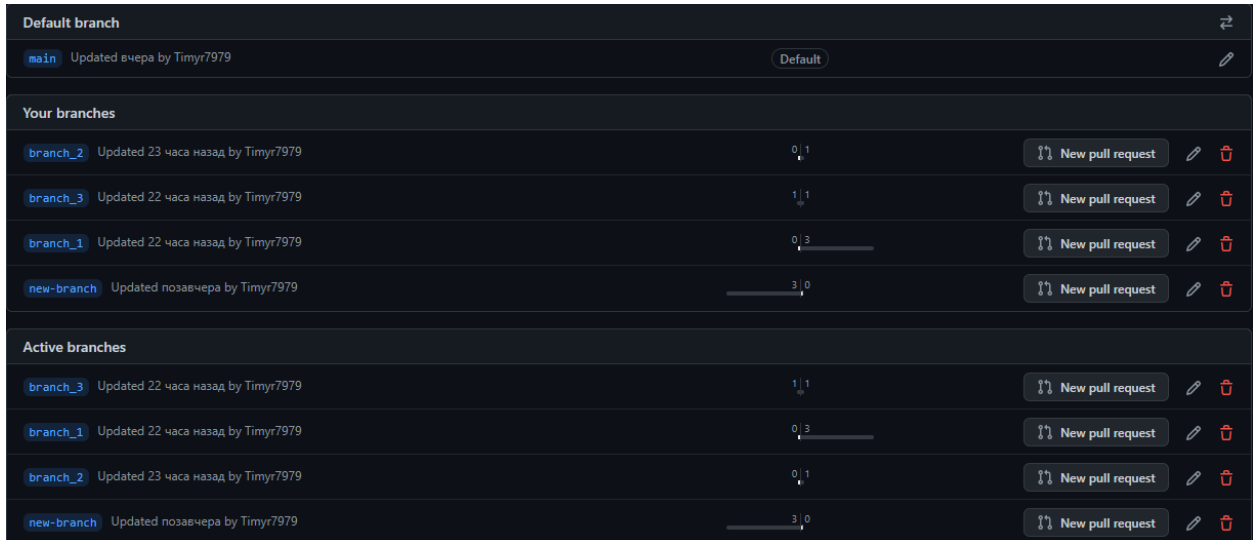 Default branch
main Updated вчера by Timyr7979 Default
Your branches
branch_2 Updated 23 часа назад by Timyr7979 0 1 New pull request
branch_3 Updated 22 часа назад by Timyr7979 1 1 New pull request
branch_1 Updated 22 часа назад by Timyr7979 0 3 New pull request
new-branch Updated позавчера by Timyr7979 3 0 New pull request
Active branches
branch_3 Updated 22 часа назад by Timyr7979 1 1 New pull request
branch_1 Updated 22 часа назад by Timyr7979 0 3 New pull request
branch_2 Updated 23 часа назад by Timyr7979 0 1 New pull request
new-branch Updated позавчера by Timyr7979 3 0 New pull request